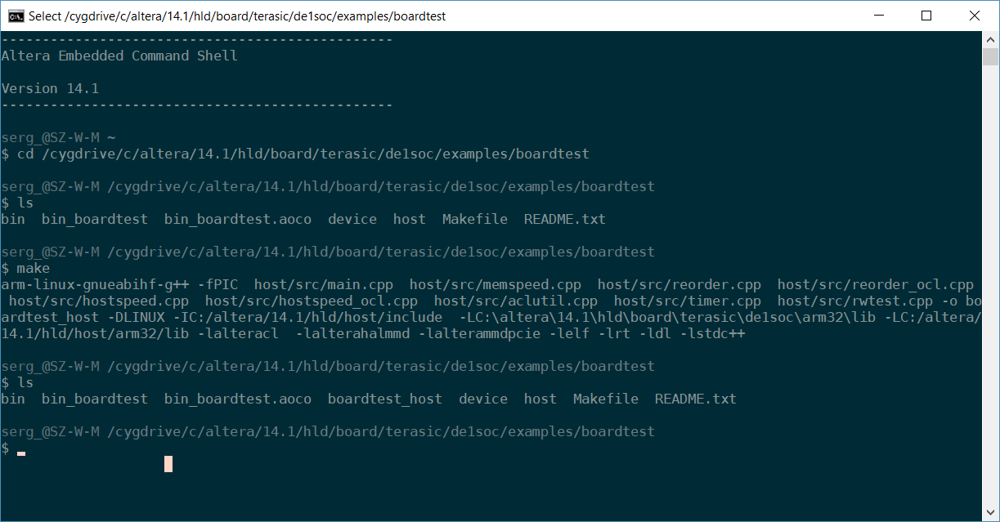 Select /cygdrive/c/altera/14.1/hld/board/terasic/de1soc/examples/boardtest
------------------------------------------------
Altera Embedded Command Shell
Version 14.1
------------------------------------------------
serg_@SZ-W-M ~
$ cd /cygdrive/c/altera/14.1/hld/board/terasic/de1soc/examples/boardtest
serg_@SZ-W-M /cygdrive/c/altera/14.1/hld/board/terasic/de1soc/examples/boardtest
$ ls
bin  bin_boardtest  bin_boardtest.aoco  device  host  Makefile  README.txt
serg_@SZ-W-M /cygdrive/c/altera/14.1/hld/board/terasic/de1soc/examples/boardtest
$ make
arm-linux-gnueabihf-g++ -fPIC  host/src/main.cpp  host/src/memspeed.cpp  host/src/reorder.cpp  host/src/reorder_ocl.cpp
 host/src/hostspeed.cpp  host/src/hostspeed_ocl.cpp  host/src/aclutil.cpp  host/src/timer.cpp  host/src/rwtest.cpp -o bo
ardtest_host -DLINUX -IC:/altera/14.1/hld/host/include  -LC:\altera\14.1\hld\board\terasic\de1soc\arm32\lib -LC:/altera/
14.1/hld/host/arm32/lib -lalteracl  -lalterahalmmd -lalterammdpcie -lelf -lrt -ldl -lstdc++
serg_@SZ-W-M /cygdrive/c/altera/14.1/hld/board/terasic/de1soc/examples/boardtest
$ ls
bin  bin_boardtest  bin_boardtest.aoco  boardtest_host  device  host  Makefile  README.txt
serg_@SZ-W-M /cygdrive/c/altera/14.1/hld/board/terasic/de1soc/examples/boardtest
$